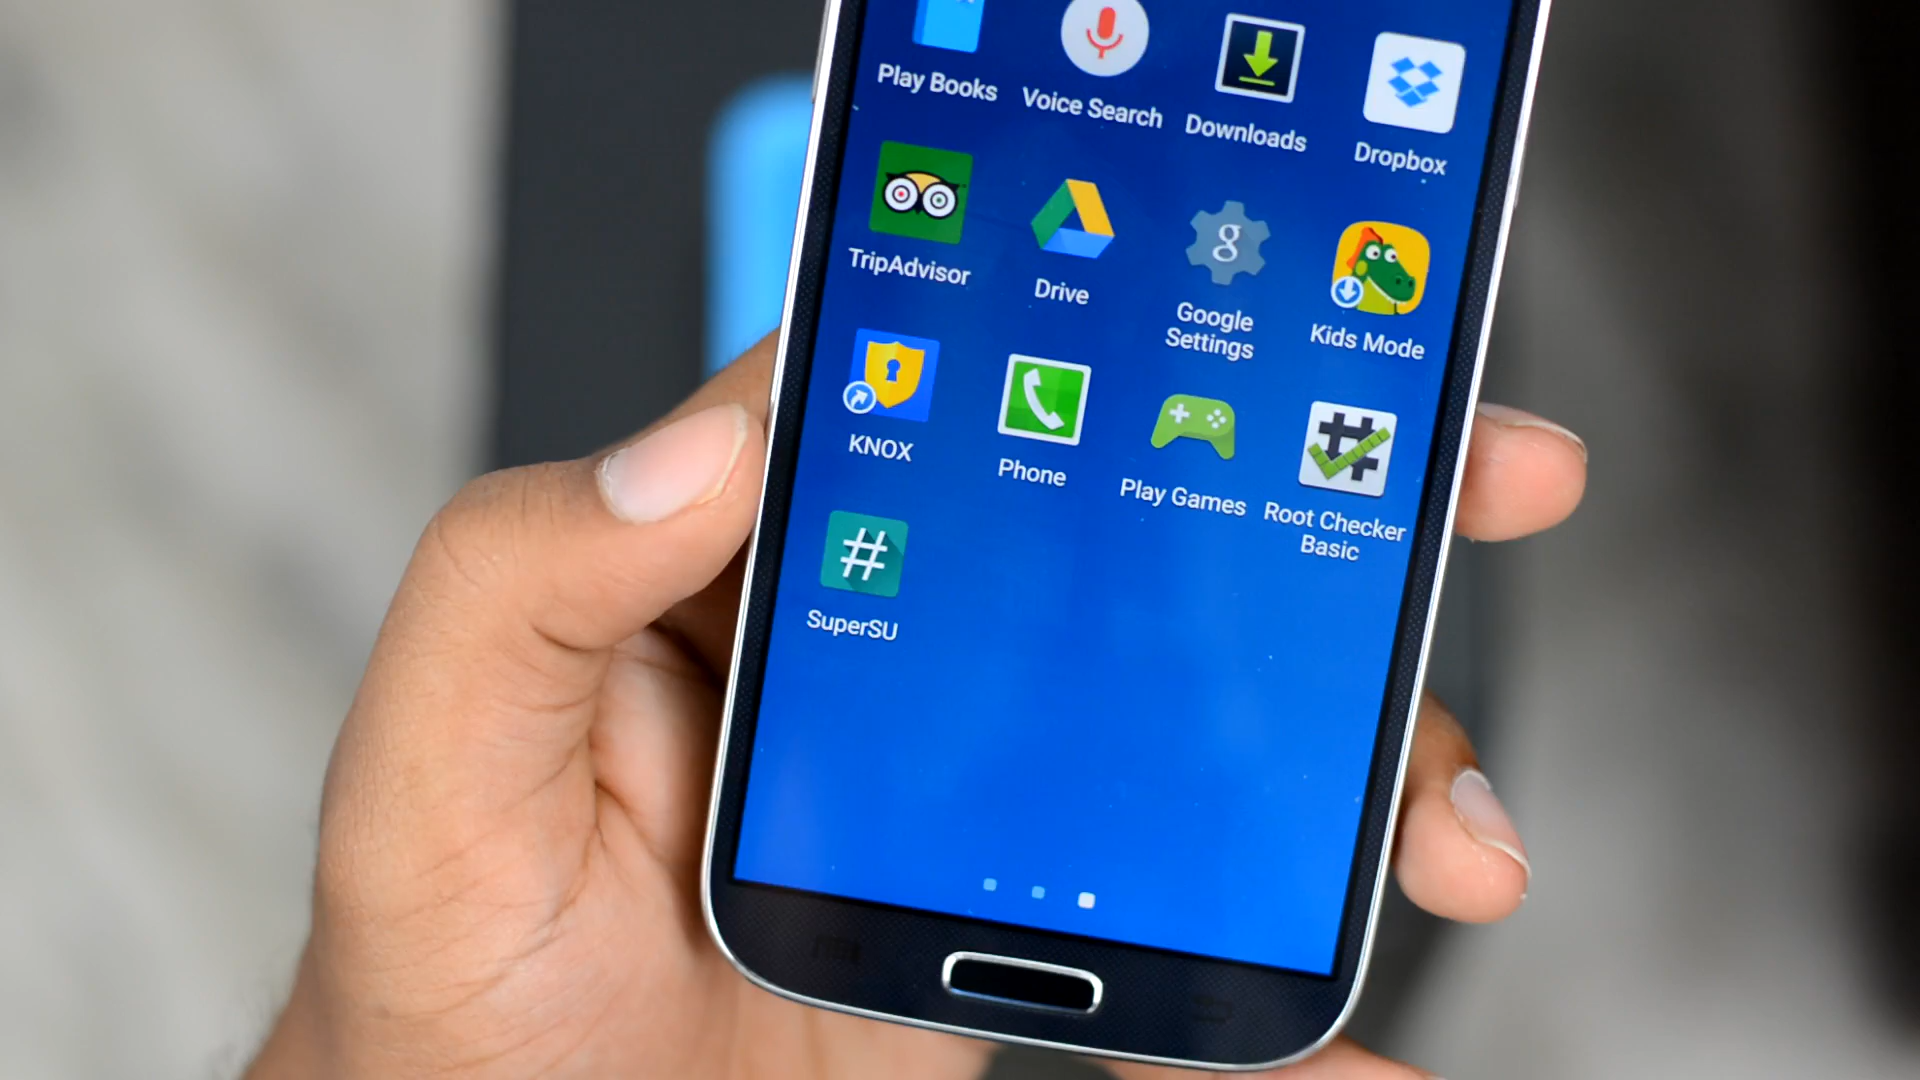 Play Books
Voice Search
Downloads
Dropbox
TripAdvisor
Drive
g
Google
Settings
Kids Mode
KNOX
Phone
Play Games
Root Checker
Basic
#
SuperSU